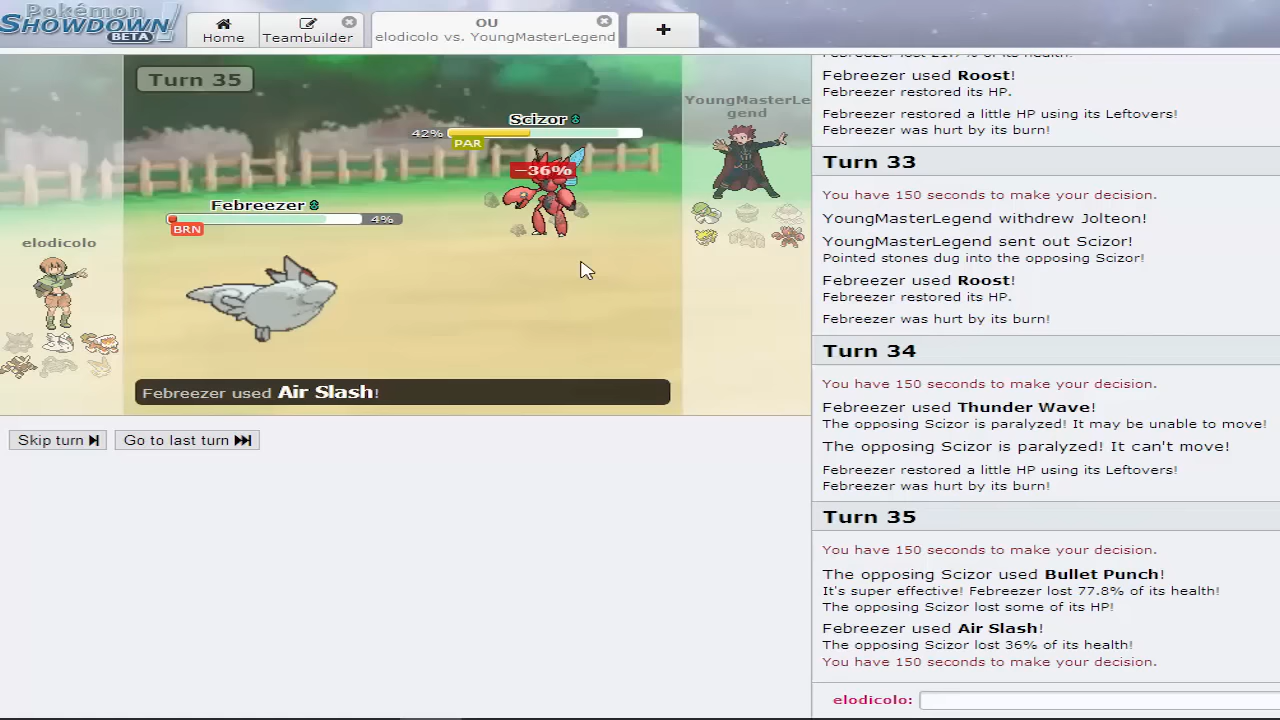 Pokémon
SHOWDOWN!
BETA
Home
Teambuilder
OU
elodicolo vs. YoungMasterLegend
+
Turn 35
YoungMasterLe
gend
Scizor
42%
PAR
-36%
Febreezer
4%
BRN
elodicolo
Febreezer used Air Slash!
Skip turn
Go to last turn
Febreezer used Roost!
Febreezer restored its HP.
Febreezer restored a little HP using its Leftovers!
Febreezer was hurt by its burn!
Turn 33
You have 150 seconds to make your decision.
YoungMasterLegend withdrew Jolteon!
YoungMasterLegend sent out Scizor!
Pointed stones dug into the opposing Scizor!
Febreezer used Roost!
Febreezer restored its HP.
Febreezer was hurt by its burn!
Turn 34
You have 150 seconds to make your decision.
Febreezer used Thunder Wave!
The opposing Scizor is paralyzed! It may be unable to move!
The opposing Scizor is paralyzed! It can't move!
Febreezer restored a little HP using its Leftovers!
Febreezer was hurt by its burn!
Turn 35
You have 150 seconds to make your decision.
The opposing Scizor used Bullet Punch!
It's super effective! Febreezer lost 77.8% of its health!
The opposing Scizor lost some of its HP!
Febreezer used Air Slash!
The opposing Scizor lost 36% of its health!
You have 150 seconds to make your decision.
elodicolo: